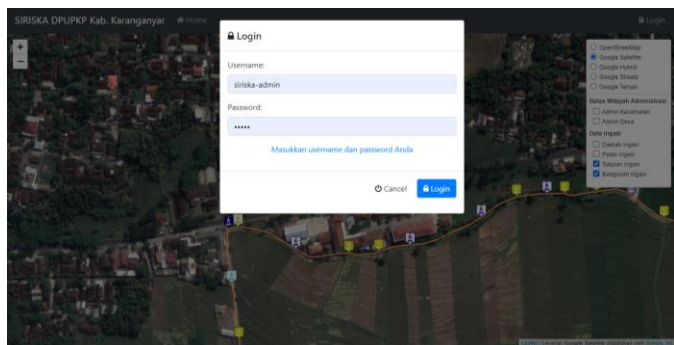 SIRISKA DPUPKP Kab. Karanganyar Home Login
Login
Username:
siriska-admin
Password:
•••••
Masukkan username dan password Anda
Cancel Login
+
−
OpenStreetMap
Google Satellite
Google Hybrid
Google Streets
Google Terrain
Batas Wilayah Administrasi
Admin Kecamatan
Admin Desa
Data Irigasi
Daerah Irigasi
Petak Irigasi
Saluran Irigasi
Bangunan Irigasi